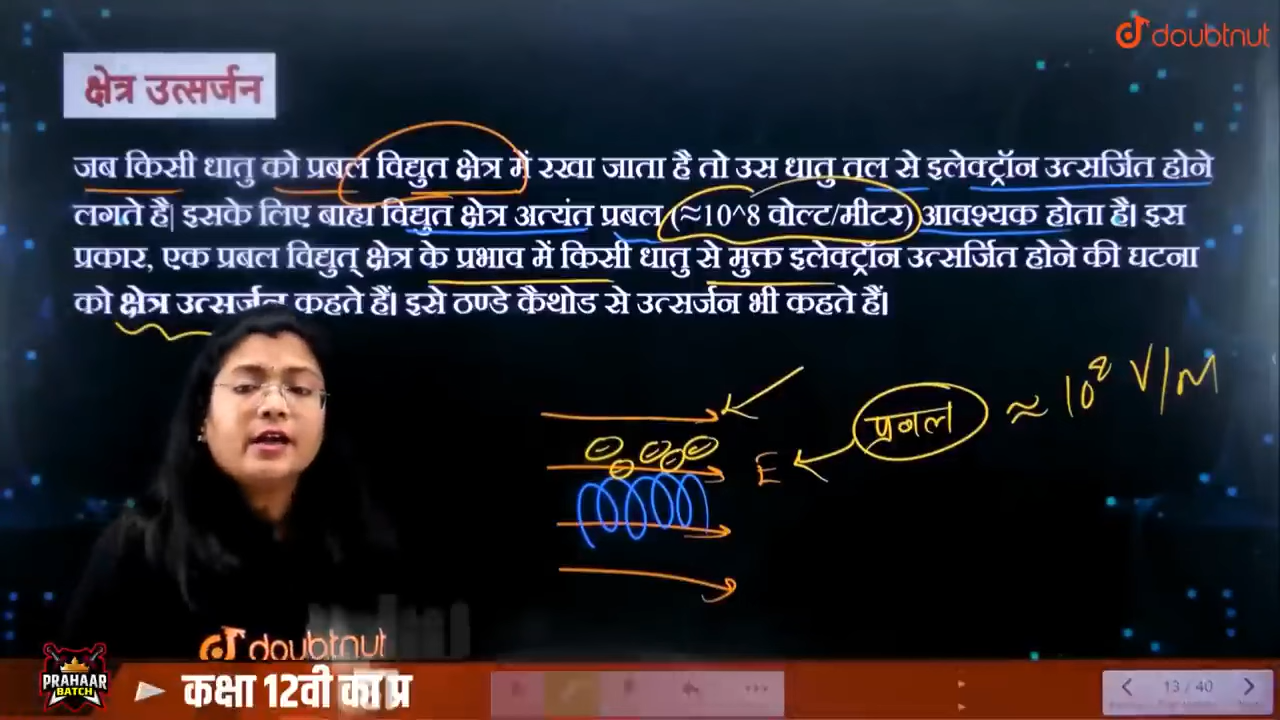 doubtnut
क्षेत्र उत्सर्जन
जब किसी धातु को प्रबल विद्युत क्षेत्र में रखा जाता है तो उस धातु तल से इलेक्ट्रॉन उत्सर्जित होने
लगते है| इसके लिए बाह्य विद्युत क्षेत्र अत्यंत प्रबल (≈10^8 वोल्ट/मीटर) आवश्यक होता है। इस
प्रकार, एक प्रबल विद्युत् क्षेत्र के प्रभाव में किसी धातु से मुक्त इलेक्ट्रॉन उत्सर्जित होने की घटना
को क्षेत्र उत्सर्जन कहते हैं। इसे ठण्डे कैथोड से उत्सर्जन भी कहते हैं।
प्रबल ≈ 10^8 V/M
E
doubtnut
PRAHAAR
BATCH
कक्षा 12वी का प्र
13 / 40